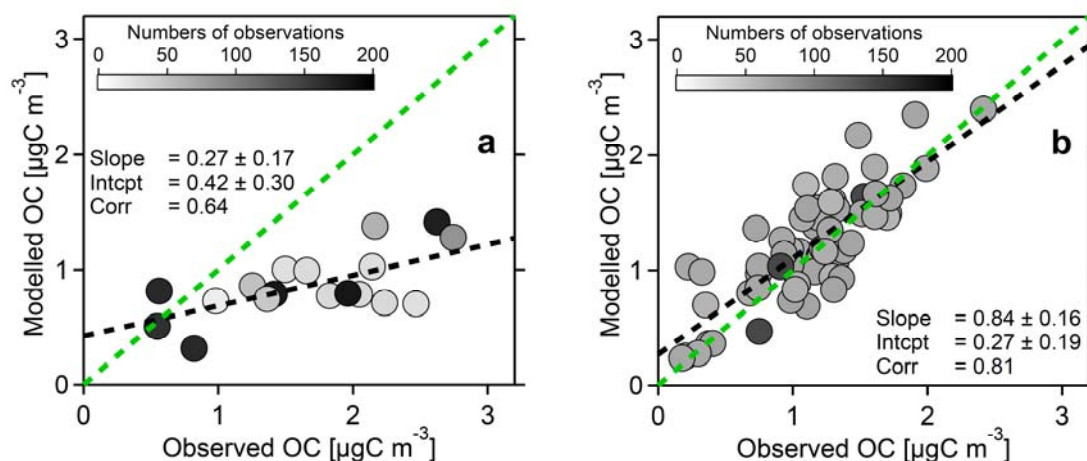 Numbers of observations
0 50 100 150 200
a
Slope = 0.27 ± 0.17
Intcpt = 0.42 ± 0.30
Corr = 0.64
3
2
1
0
0 1 2 3
Modelled OC [µgC m⁻³]
Observed OC [µgC m⁻³]
Numbers of observations
0 50 100 150 200
b
Slope = 0.84 ± 0.16
Intcpt = 0.27 ± 0.19
Corr = 0.81
3
2
1
0
0 1 2 3
Modelled OC [µgC m⁻³]
Observed OC [µgC m⁻³]